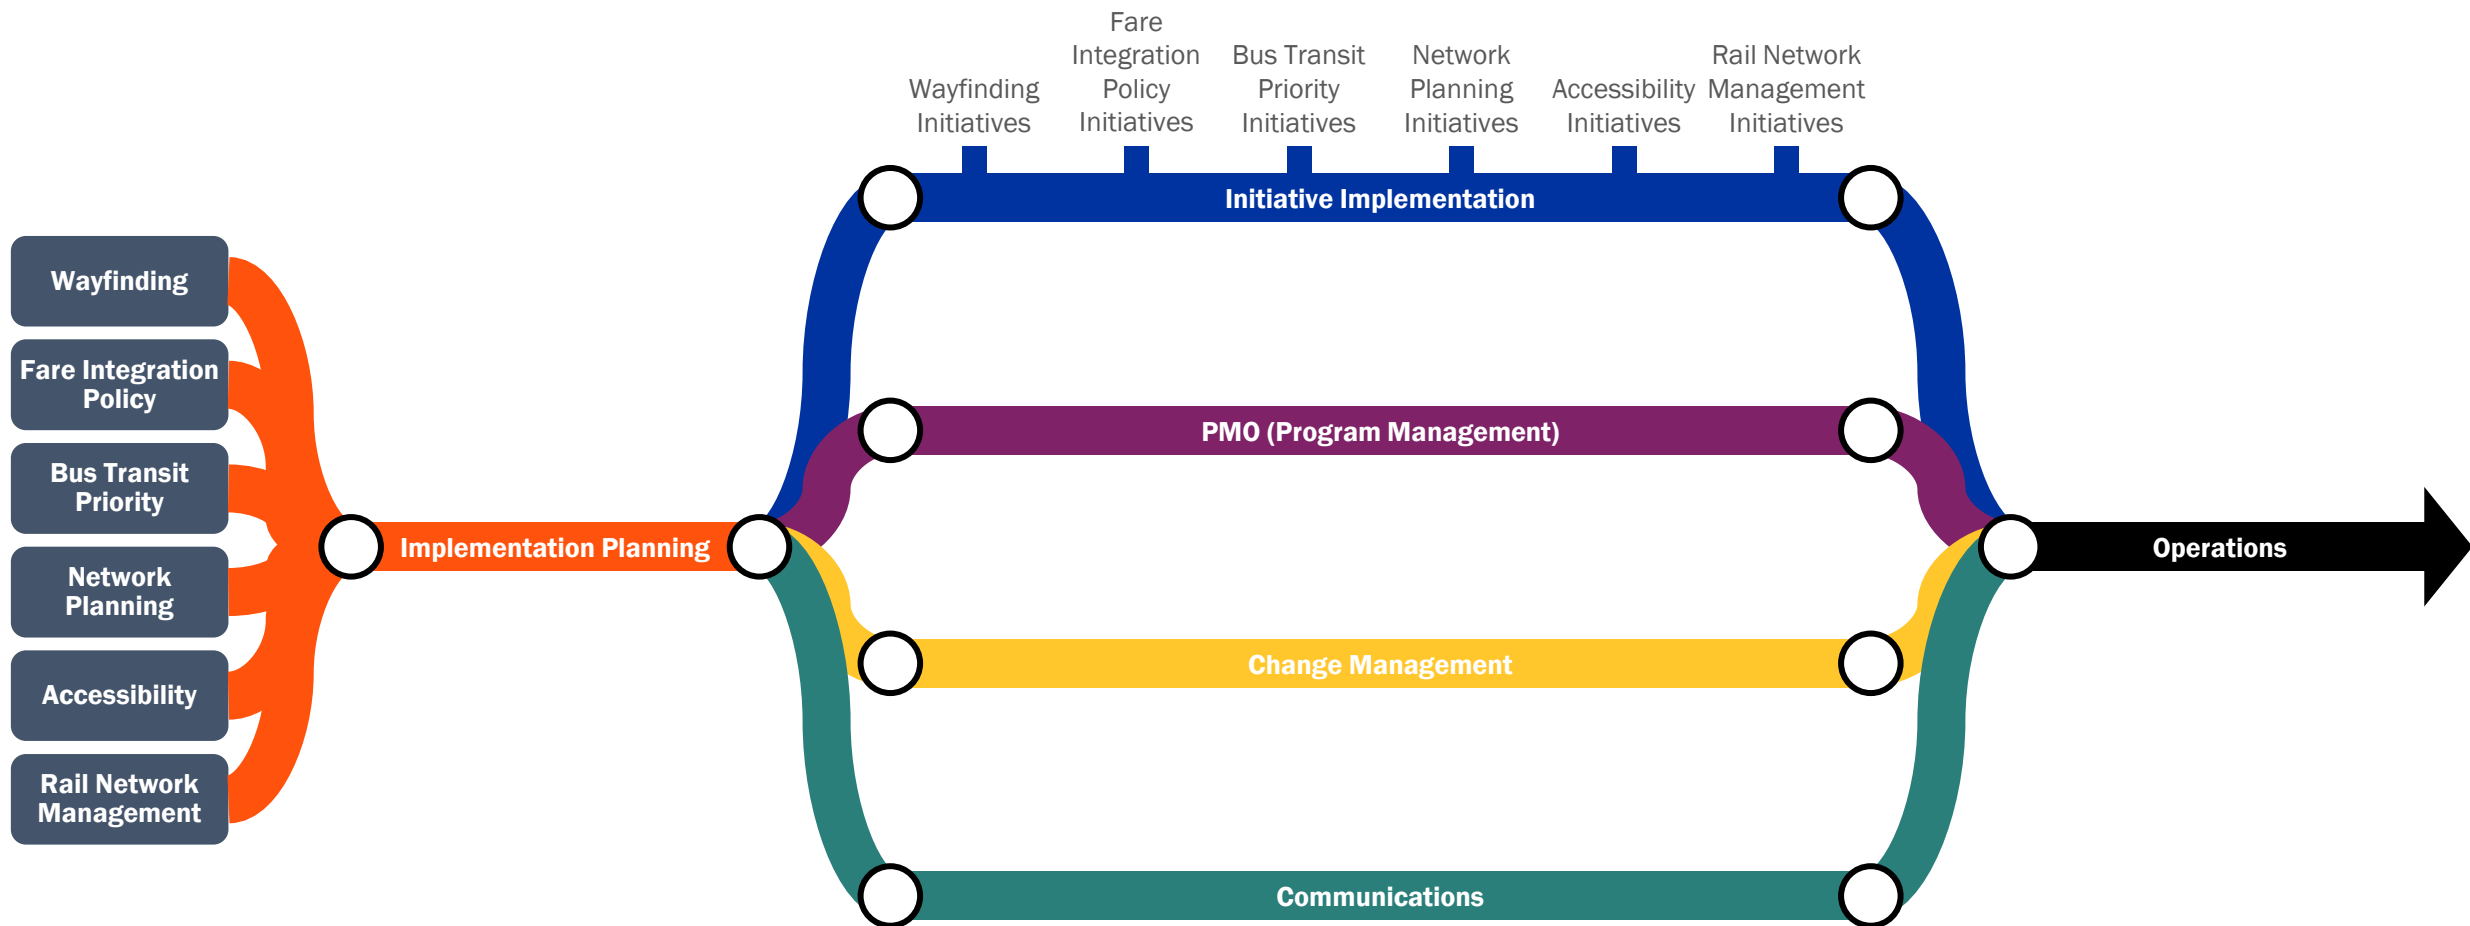 Wayfinding
Fare Integration
Policy
Bus Transit
Priority
Network
Planning
Accessibility
Rail Network
Management
Implementation Planning
Wayfinding
Initiatives
Fare
Integration
Policy
Initiatives
Bus Transit
Priority
Initiatives
Network
Planning
Initiatives
Accessibility
Initiatives
Rail Network
Management
Initiatives
Initiative Implementation
PMO (Program Management)
Change Management
Communications
Operations